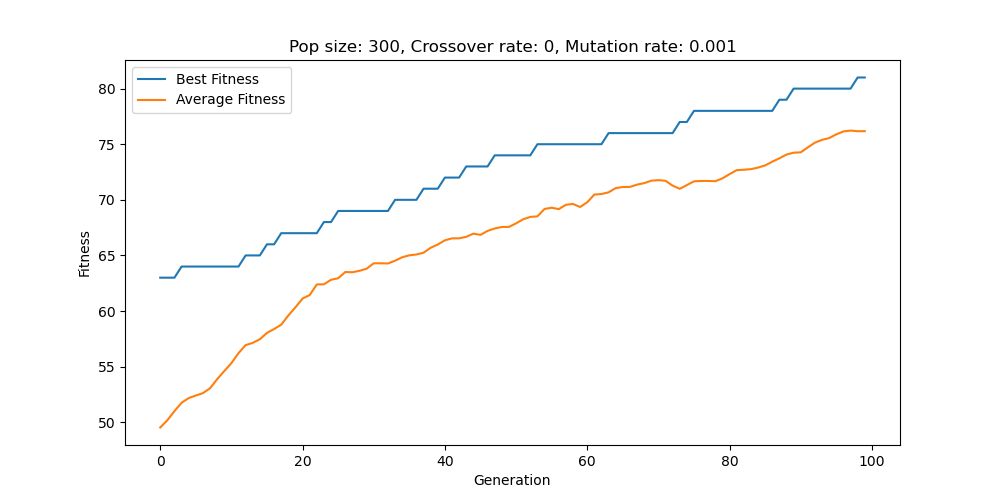 Pop size: 300, Crossover rate: 0, Mutation rate: 0.001
Best Fitness
Average Fitness
Fitness
80
75
70
65
60
55
50
0 20 40 60 80 100
Generation